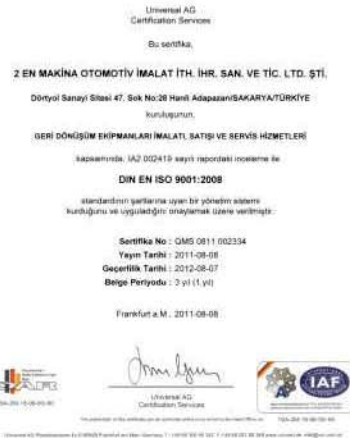 Universal AG
Certification Services
Bu sertifika,
2 EN MAKİNA OTOMOTİV İMALAT İTH. İHR. SAN. VE TİC. LTD. ŞTİ.
Dörtyol Sanayi Sitesi 47. Sok No:28 Hanlı Adapazarı/SAKARYA/TÜRKİYE
kuruluşunun,
GERİ DÖNÜŞÜM EKİPMANLARI İMALATI, SATIŞI VE SERVİS HİZMETLERİ
kapsamında, IA2 002419 sayılı rapordaki inceleme ile
DIN EN ISO 9001:2008
standardının şartlarına uyan bir yönetim sistemi
kurduğunu ve uyguladığını onaylamak üzere verilmiştir.
Sertifika No : QMS 0811 002334
Yayın Tarihi : 2011-08-08
Geçerlilik Tarihi : 2012-08-07
Belge Periyodu : 3 yıl (1.yıl)
Frankfurt a.M., 2011-08-08
Universal AG
Certification Services
IAF